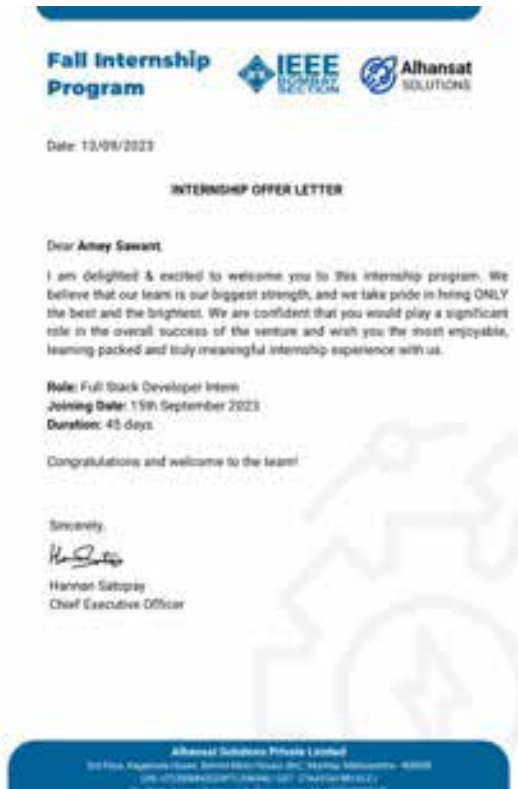 Fall Internship
Program
IEEE
BOMBAY
SECTION
Alhansat
SOLUTIONS
Date: 13/09/2023
INTERNSHIP OFFER LETTER
Dear Amey Sawant,
I am delighted & excited to welcome you to this internship program. We
believe that our team is our biggest strength, and we take pride in hiring ONLY
the best and the brightest. We are confident that you would play a significant
role in the overall success of the venture and wish you the most enjoyable,
learning packed and truly meaningful internship experience with us.
Role: Full Stack Developer Intern
Joining Date: 15th September 2023
Duration: 45 days
Congratulations and welcome to the team!
Sincerely,
Hannan Satopay
Chief Executive Officer
Alhansat Solutions Private Limited